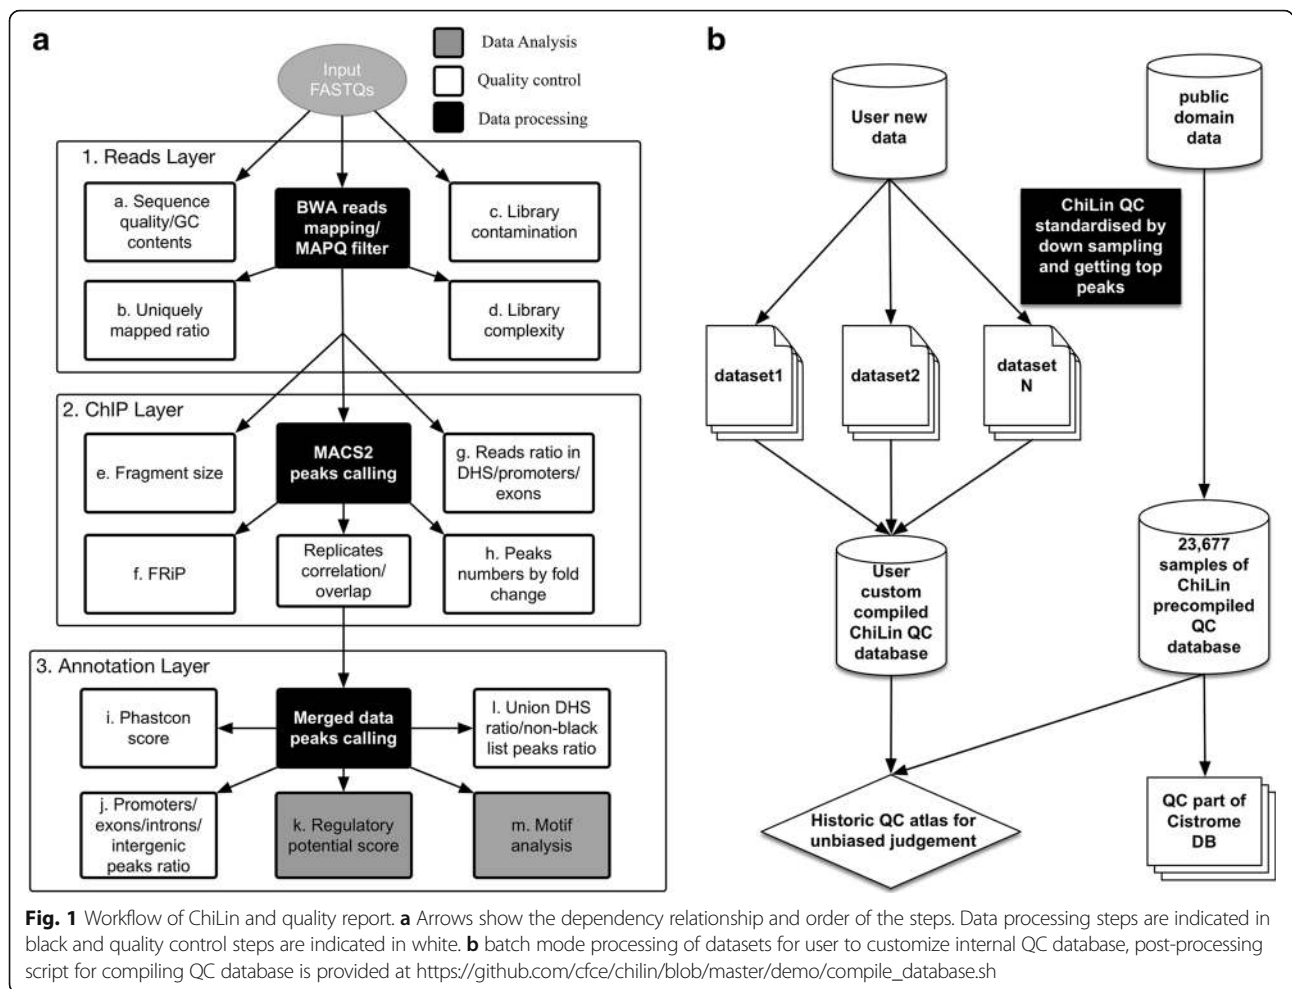 a
Input
FASTQs
Data Analysis
Quality control
Data processing
1. Reads Layer
a. Sequence
quality/GC
contents
BWA reads
mapping/
MAPQ filter
c. Library
contamination
b. Uniquely
mapped ratio
d. Library
complexity
2. ChIP Layer
e. Fragment size
MACS2
peaks calling
g. Reads ratio in
DHS/promoters/
exons
f. FRiP
Replicates
correlation/
overlap
h. Peaks
numbers by fold
change
3. Annotation Layer
i. Phastcon
score
Merged data
peaks calling
l. Union DHS
ratio/non-black
list peaks ratio
j. Promoters/
exons/introns/
intergenic peaks
ratio
k. Regulatory
potential score
m. Motif
analysis
b
User new
data
public
domain
data
ChiLin QC
standardised by
down sampling
and getting top
peaks
dataset1
dataset2
dataset
N
User
custom
compiled
ChiLin QC
database
23,677
samples of
ChiLin
precompiled
QC
database
Historic QC atlas for
unbiased judgement
QC part of
Cistrome
DB
Fig. 1 Workflow of ChiLin and quality report. a Arrows show the dependency relationship and order of the steps. Data processing steps are indicated in
black and quality control steps are indicated in white. b batch mode processing of datasets for user to customize internal QC database, post-processing
script for compiling QC database is provided at https://github.com/cfce/chilin/blob/master/demo/compile_database.sh